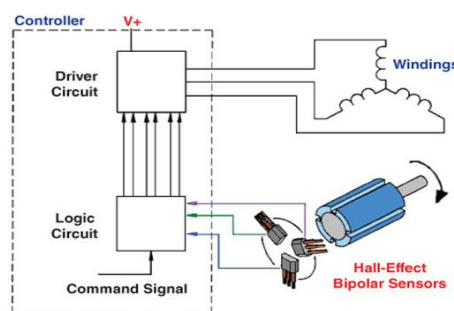 Controller
V+
Driver
Circuit
Windings
Logic
Circuit
Command Signal
Hall-Effect
Bipolar Sensors